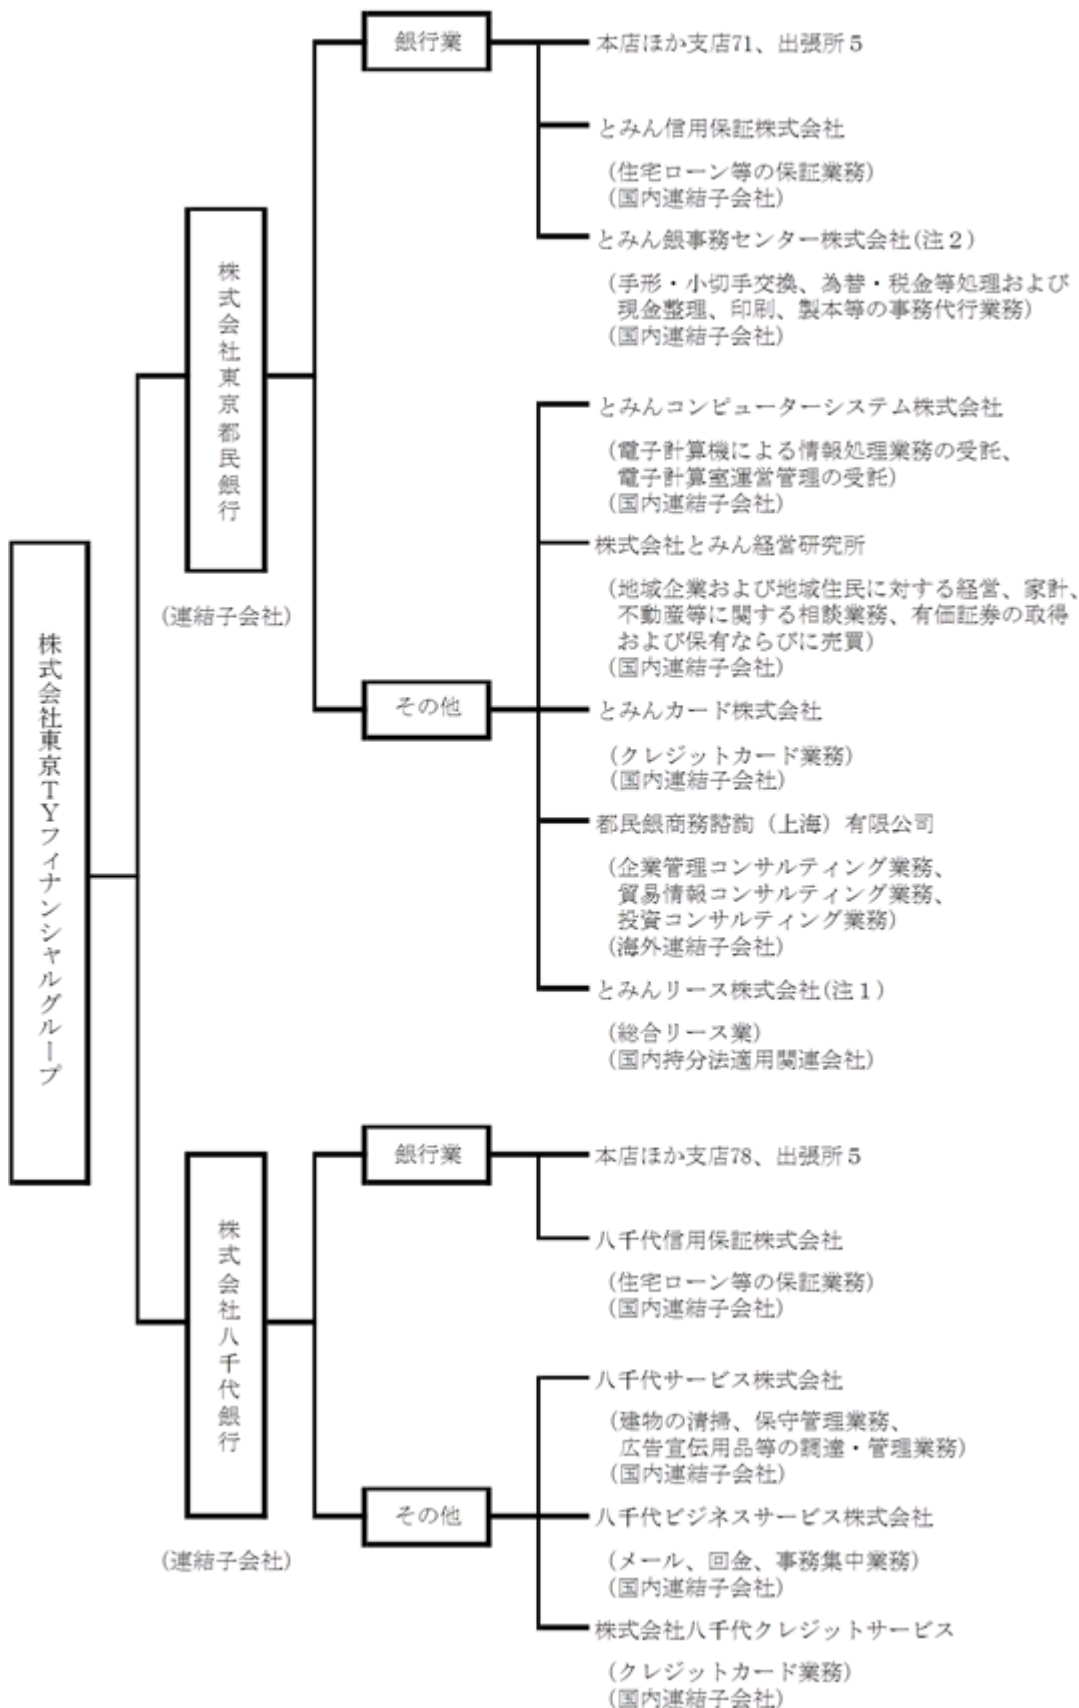 株式会社東京TYフィナンシャルグループ
株式会社東京都民銀行
(連結子会社)
銀行業
本店ほか支店71、出張所5
とみん信用保証株式会社
(住宅ローン等の保証業務)
(国内連結子会社)
とみん銀事務センター株式会社(注2)
(手形・小切手交換、為替・税金等処理および
現金整理、印刷、製本等の事務代行業務)
(国内連結子会社)
その他
とみんコンピューターシステム株式会社
(電子計算機による情報処理業務の受託、
電子計算室運営管理の受託)
(国内連結子会社)
株式会社とみん経営研究所
(地域企業および地域住民に対する経営、家計、
不動産等に関する相談業務、有価証券の取得
および保有ならびに売買)
(国内連結子会社)
とみんカード株式会社
(クレジットカード業務)
(国内連結子会社)
都民銀商務諮詢(上海)有限公司
(企業管理コンサルティング業務、
貿易情報コンサルティング業務、
投資コンサルティング業務)
(海外連結子会社)
とみんリース株式会社(注1)
(総合リース業)
(国内持分法適用関連会社)
株式会社八千代銀行
(連結子会社)
銀行業
本店ほか支店78、出張所5
八千代信用保証株式会社
(住宅ローン等の保証業務)
(国内連結子会社)
その他
八千代サービス株式会社
(建物の清掃、保守管理業務、
広告宣伝用品等の調達・管理業務)
(国内連結子会社)
八千代ビジネスサービス株式会社
(メール、回金、事務集中業務)
(国内連結子会社)
株式会社八千代クレジットサービス
(クレジットカード業務)
(国内連結子会社)